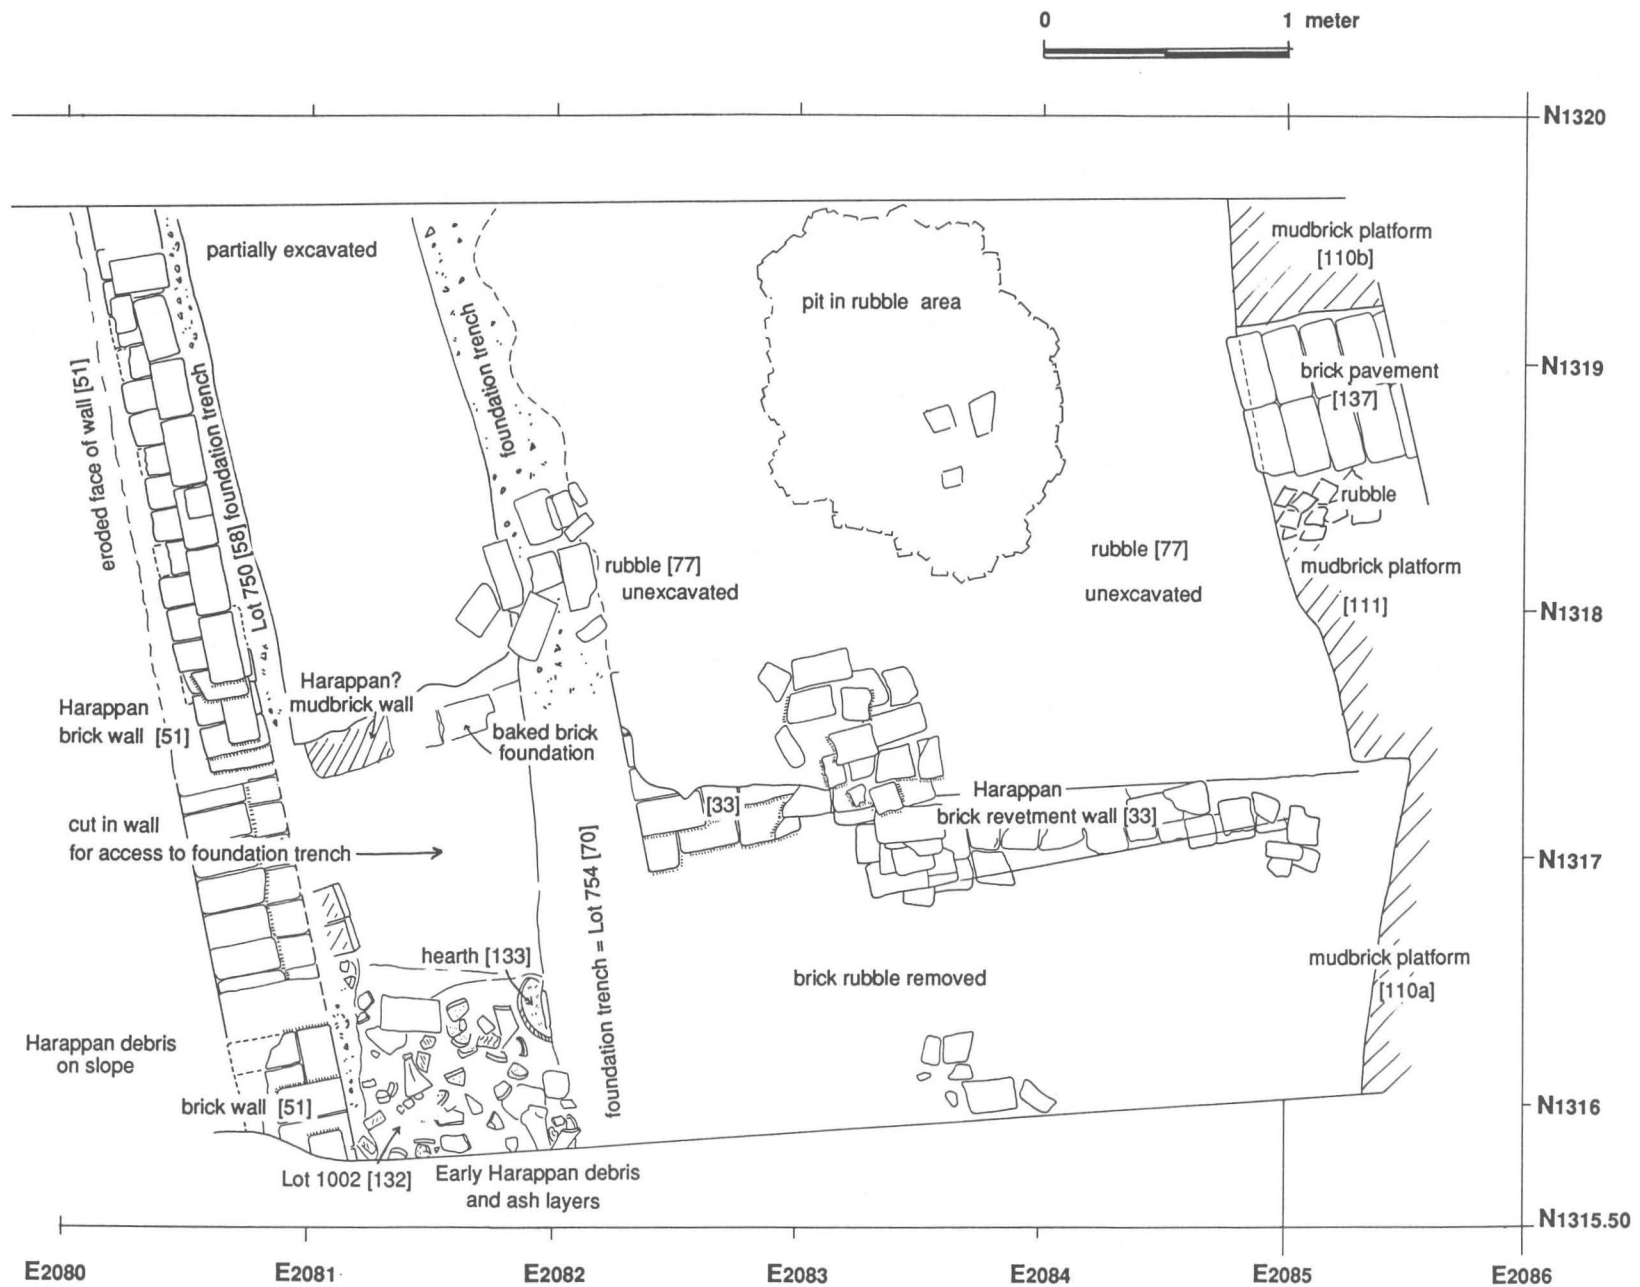 0 1 meter
N1320
partially excavated
mudbrick platform
[110b]
pit in rubble area
foundation trench
eroded face of wall [51]
Lot 750 [58] foundation trench
N1319
brick pavement
[137]
rubble
rubble [77]
unexcavated
rubble [77]
unexcavated
mudbrick platform
[111]
N1318
Harappan?
mudbrick wall
Harappan
brick wall [51]
baked brick
foundation
[33]
Harappan
brick revetment wall [33]
cut in wall
for access to foundation trench
N1317
foundation trench = Lot 754 [70]
hearth [133]
brick rubble removed
mudbrick platform
[110a]
Harappan debris
on slope
brick wall [51]
N1316
Lot 1002 [132]
Early Harappan debris
and ash layers
N1315.50
E2080 E2081 E2082 E2083 E2084 E2085 E2086